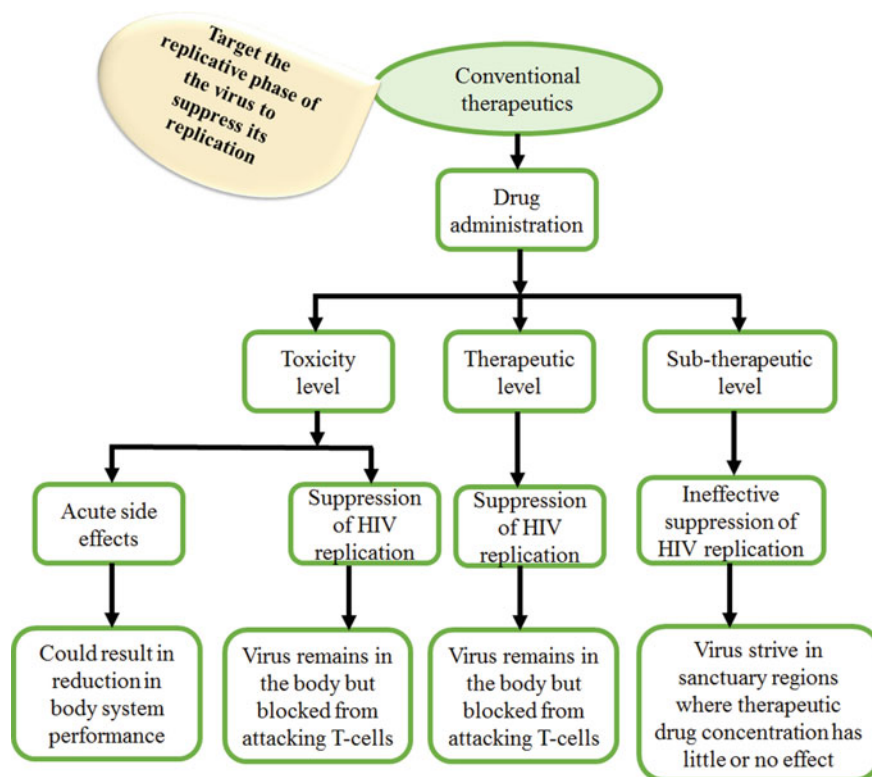 Target the
replicative phase of
the virus to
suppress its
replication
Conventional
therapeutics
Drug
administration
Toxicity
level
Therapeutic
level
Sub-therapeutic
level
Acute side
effects
Suppression
of HIV
replication
Suppression
of HIV
replication
Ineffective
suppression of
HIV replication
Could result in
reduction in
body system
performance
Virus remains in
the body but
blocked from
attacking T-cells
Virus remains in
the body but
blocked from
attacking T-cells
Virus strive in
sanctuary regions
where therapeutic
drug concentration has
little or no effect